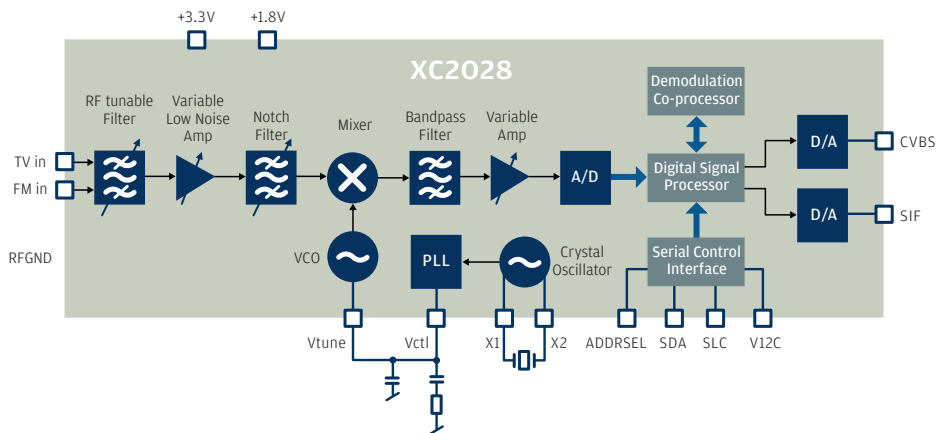 +3.3V
+1.8V
XC2028
RF tunable
Filter
Variable
Low Noise
Amp
Notch
Filter
Mixer
Bandpass
Filter
Variable
Amp
Demodulation
Co-processor
TV in
FM in
A/D
Digital Signal
Processor
D/A
CVBS
D/A
SIF
RFGND
VCO
PLL
Crystal
Oscillator
Serial Control
Interface
Vtune
Vctl
X1
X2
ADDRSEL
SDA
SLC
V12C